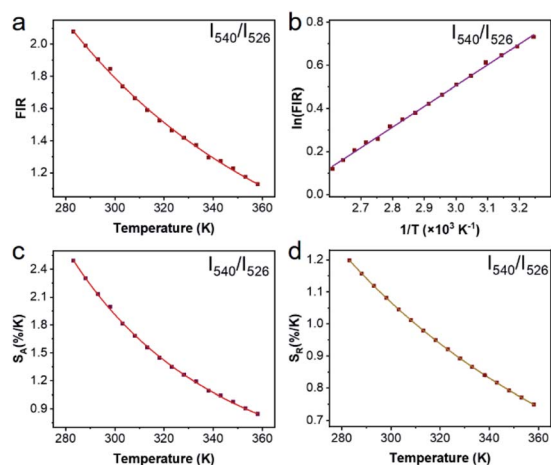 a
I540/I526
2.0
1.8
1.6
1.4
1.2
FIR
280
300
320
340
360
Temperature (K)
b
I540/I526
0.8
0.6
0.4
0.2
0.0
ln(FIR)
2.7
2.8
2.9
3.0
3.1
3.2
1/T (×10³ K⁻¹)
c
I540/I526
2.4
2.1
1.8
1.5
1.2
0.9
SA(%/K)
280
300
320
340
360
Temperature (K)
d
I540/I526
1.2
1.1
1.0
0.9
0.8
0.7
SR(%/K)
280
300
320
340
360
Temperature (K)